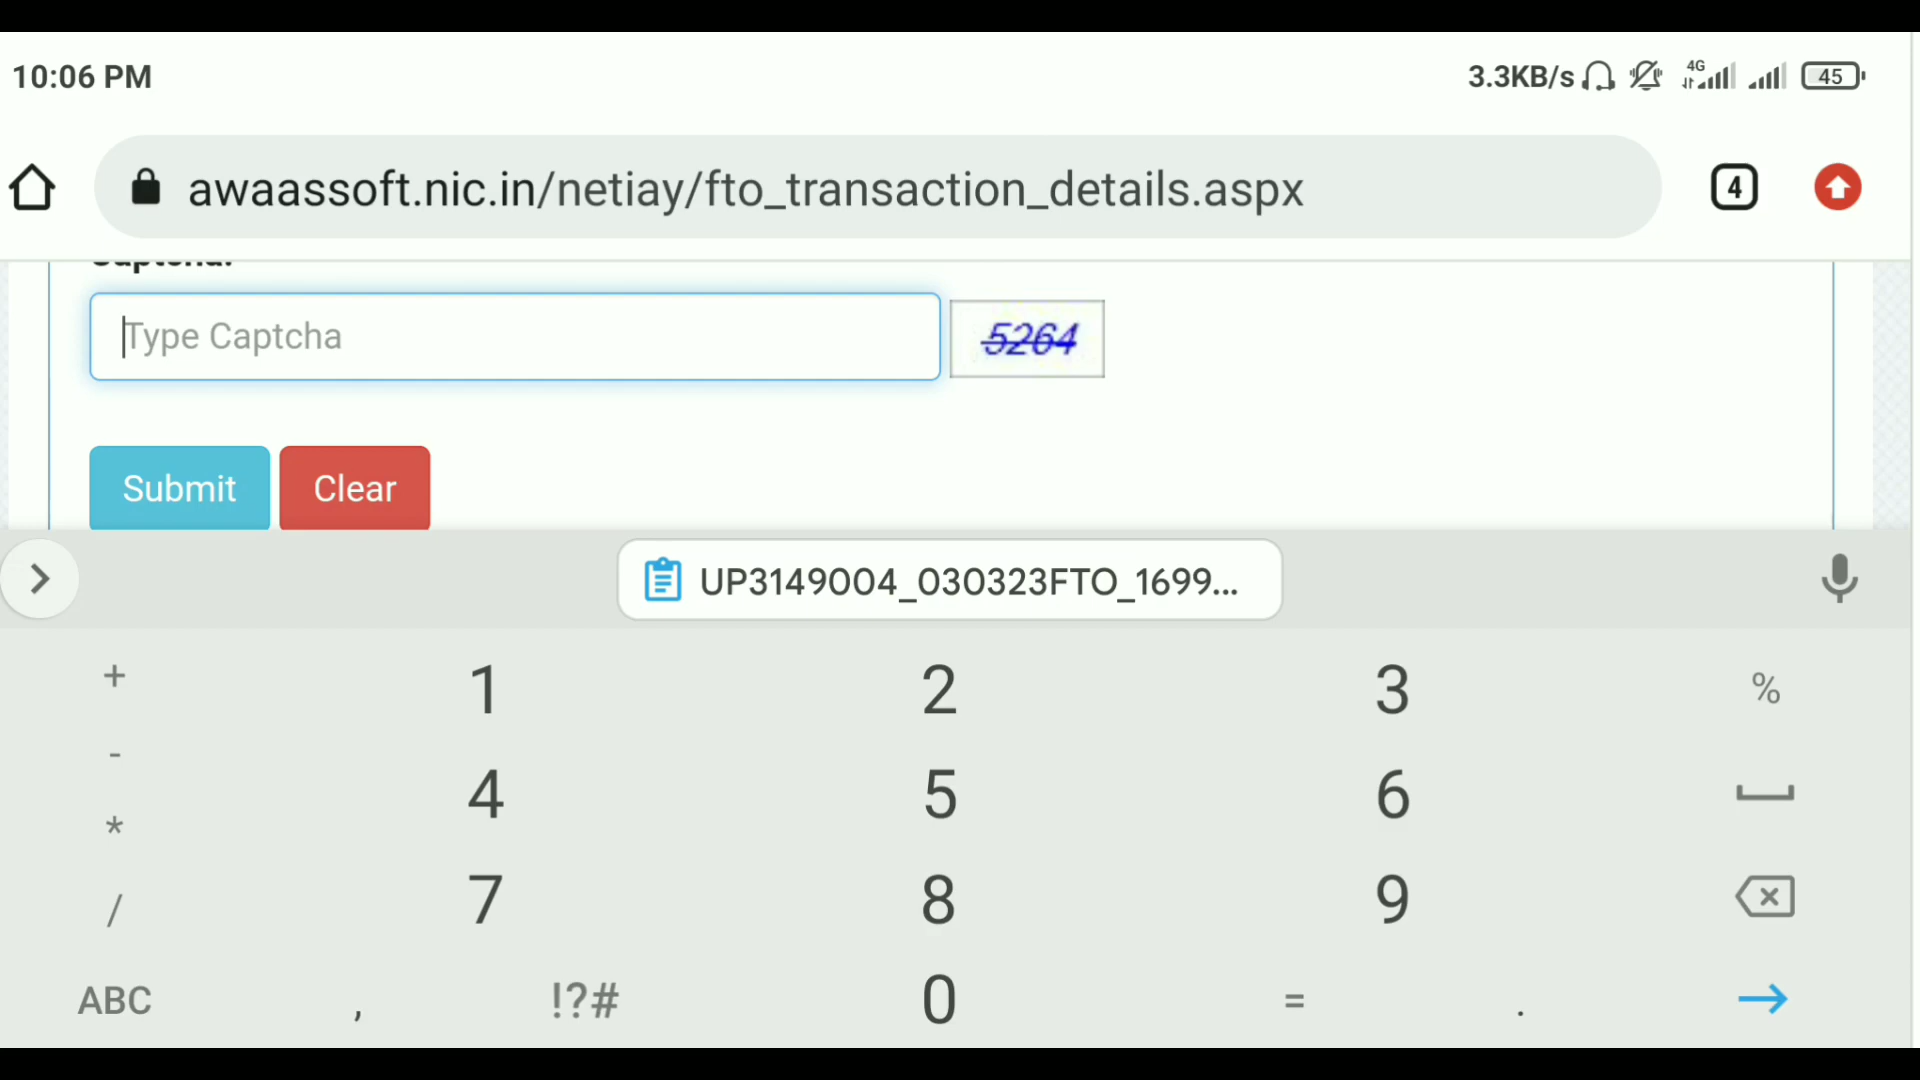 10:06 PM
3.3KB/s 4G 45
awaassoft.nic.in/netiay/fto_transaction_details.aspx
4
Captcha:
Type Captcha
5264
Submit Clear
UP3149004_030323FTO_1699...
+ 1 2 3 %
- 4 5 6
*
/ 7 8 9
ABC , !?# 0 = .